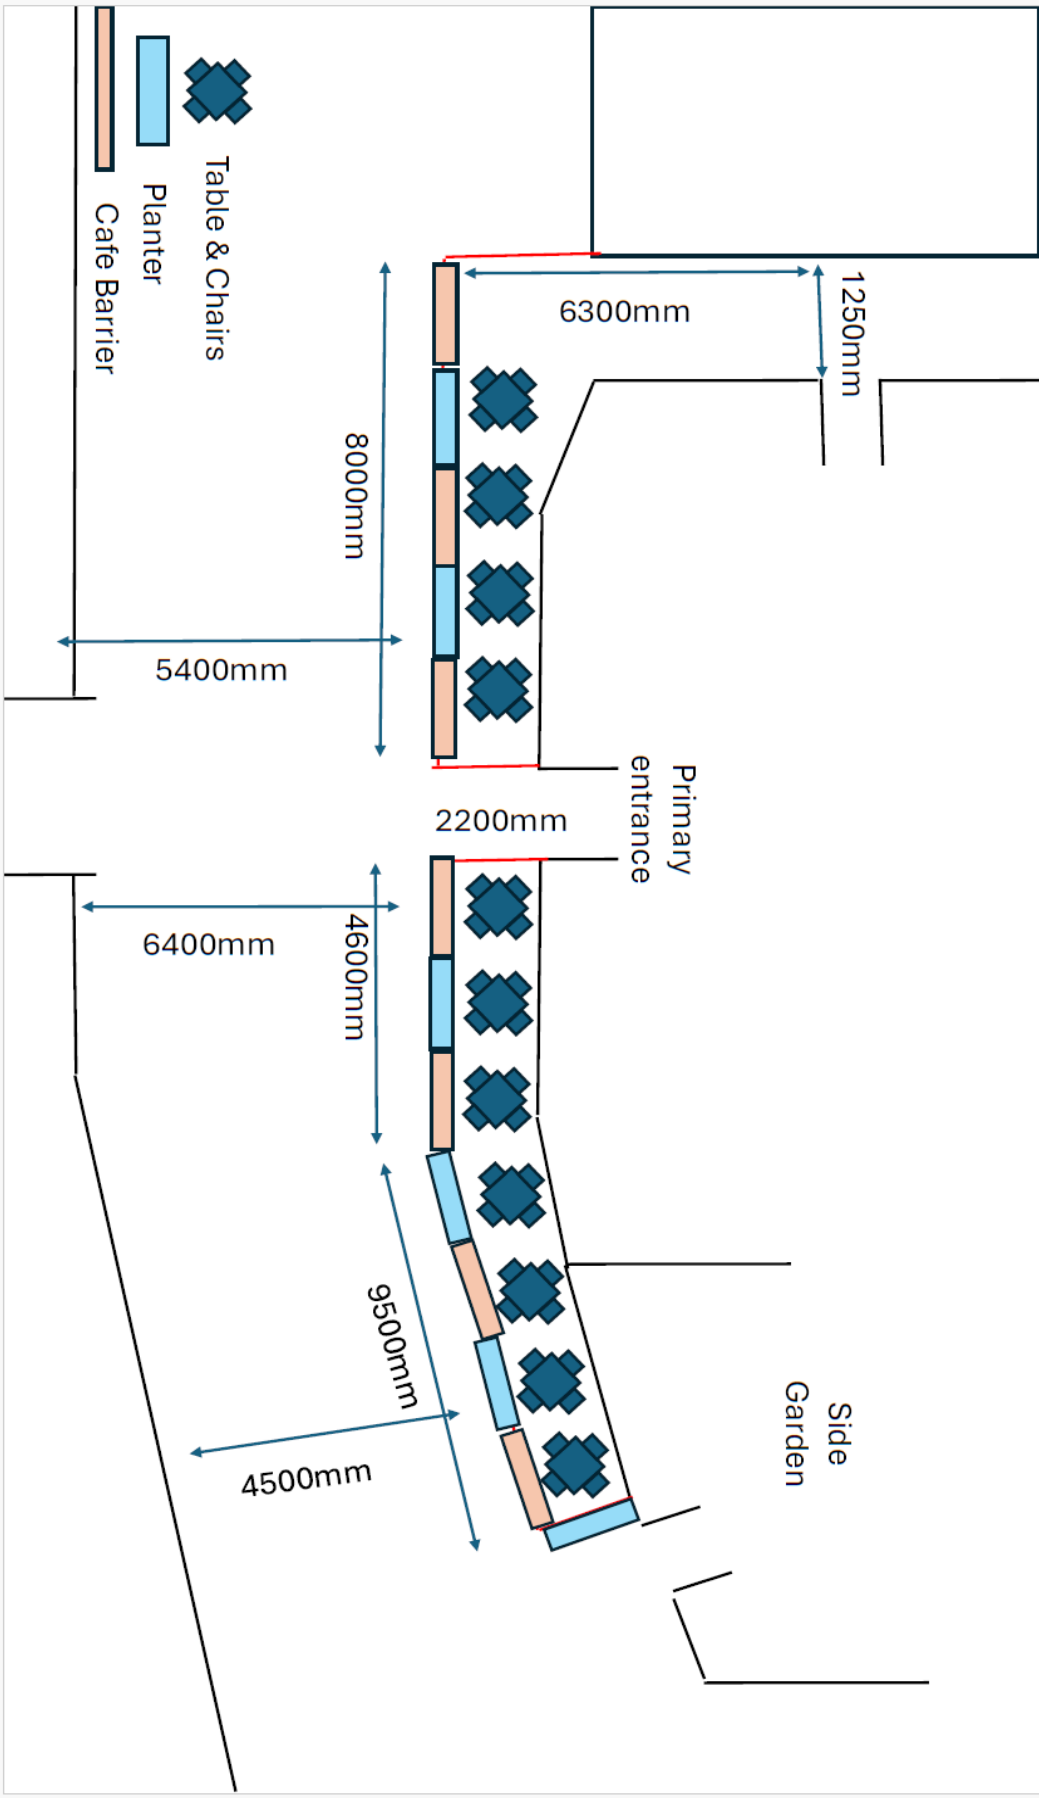 Table & Chairs
Planter
Cafe Barrier
1250mm
6300mm
8000mm
5400mm
Primary
entrance
2200mm
6400mm
4600mm
9500mm
4500mm
Side
Garden